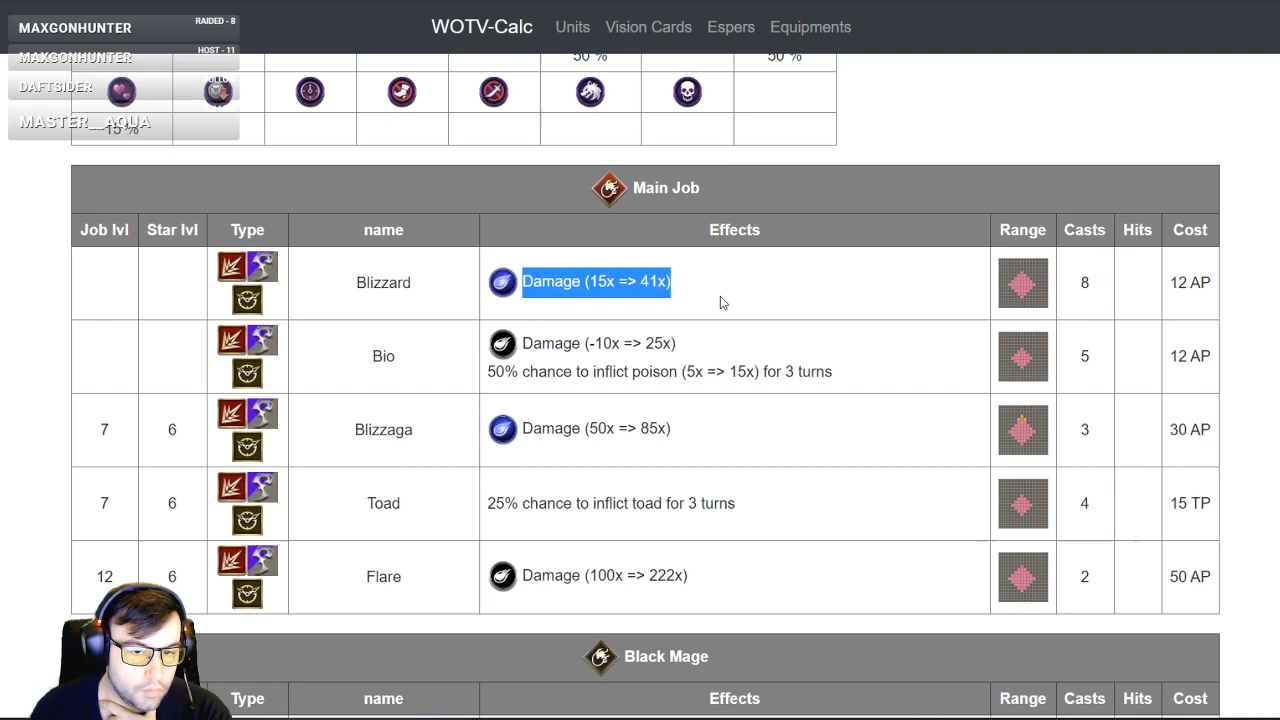 MAXGONHUNTER RAIDED - 8
MAXGONHUNTER HOST - 11
DAFTSIDER
MASTER__AQUA
WOTV-Calc Units Vision Cards Espers Equipments
50 % 50 %
-15 %
Main Job
Job lvl Star lvl Type name Effects Range Casts Hits Cost
Blizzard Damage (15x => 41x) 8 12 AP
Bio Damage (-10x => 25x) 5 12 AP
50% chance to inflict poison (5x => 15x) for 3 turns
7 6 Blizzaga Damage (50x => 85x) 3 30 AP
7 6 Toad 25% chance to inflict toad for 3 turns 4 15 TP
12 6 Flare Damage (100x => 222x) 2 50 AP
Black Mage
Type name Effects Range Casts Hits Cost